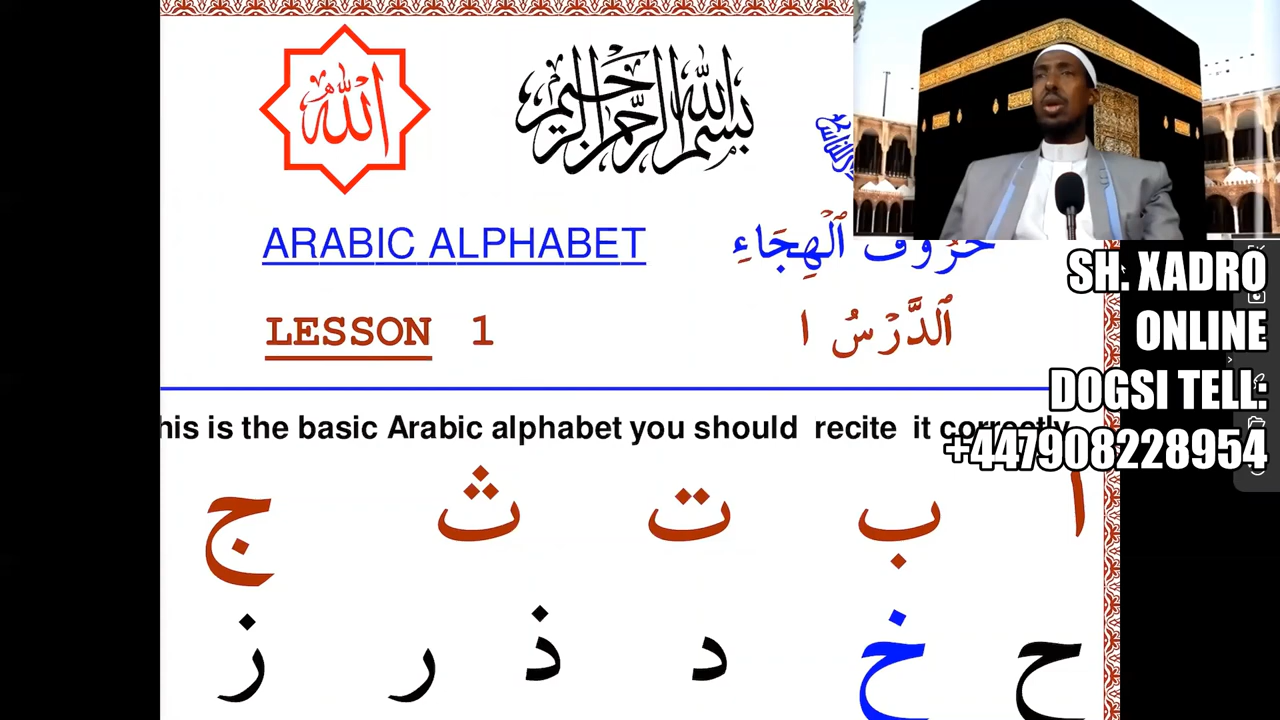 الله
بسم الله الرحمن الرحيم
ARABIC ALPHABET
حُرُوفُ ٱلْهِجَاءِ
LESSON 1
ٱلدَّرْسُ ١
his is the basic Arabic alphabet you should recite it correctly
ا ب ت ث ج
ح خ د ذ ر ز
SH. XADRO
ONLINE
DOGSI TELL:
+447908228954